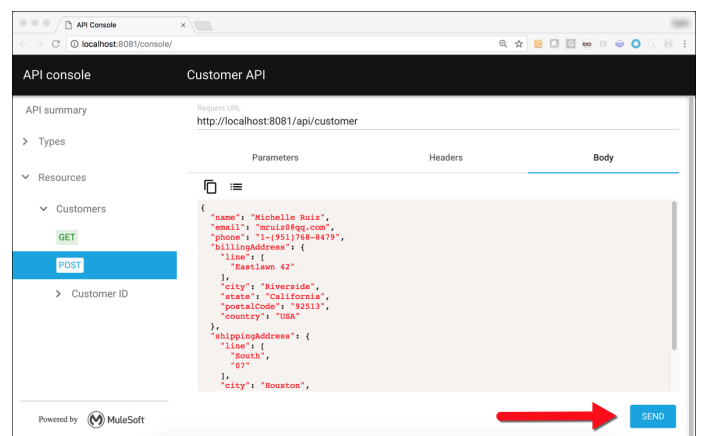 API Console
localhost:8081/console/
API console
Customer API
API summary
Types
Resources
Customers
GET
POST
Customer ID
Powered by MuleSoft
Request URL
http://localhost:8081/api/customer
Parameters Headers Body
{
"name": "Michelle Ruiz",
"email": "mruiz0@qq.com",
"phone": "1-(951)768-8479",
"billingAddress": {
"line": [
"Eastlawn 42"
],
"city": "Riverside",
"state": "California",
"postalCode": "92513",
"country": "USA"
},
"shippingAddress": {
"line": [
"South",
"07"
],
"city": "Houston",
SEND